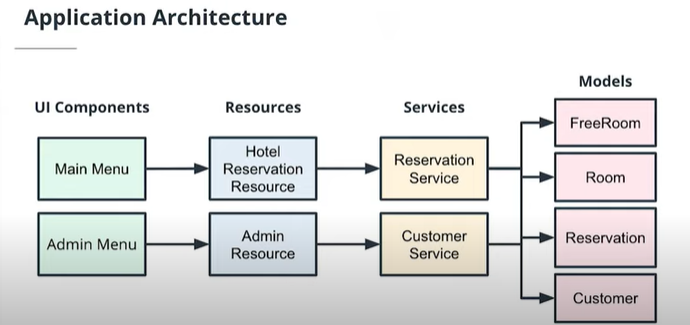 Application Architecture
UI Components
Resources
Services
Models
Main Menu
Hotel
Reservation
Resource
Reservation
Service
FreeRoom
Room
Admin Menu
Admin
Resource
Customer
Service
Reservation
Customer